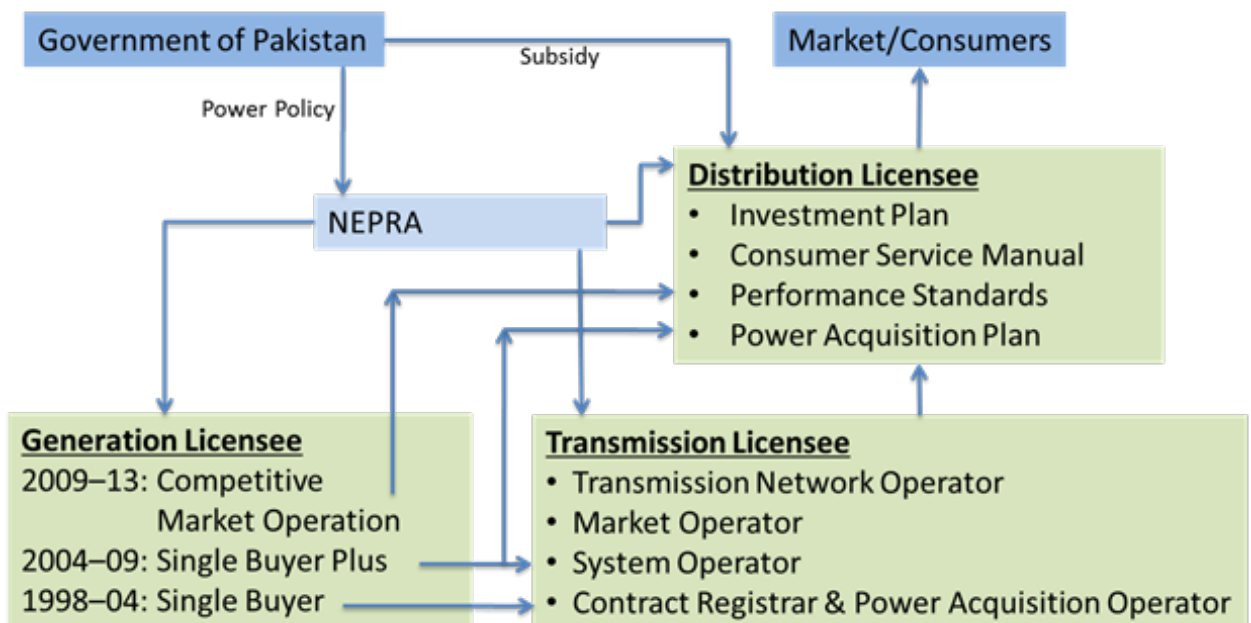 Government of Pakistan
Subsidy
Market/Consumers
Power Policy
NEPRA
Distribution Licensee
• Investment Plan
• Consumer Service Manual
• Performance Standards
• Power Acquisition Plan
Generation Licensee
2009–13: Competitive
Market Operation
2004–09: Single Buyer Plus
1998–04: Single Buyer
Transmission Licensee
• Transmission Network Operator
• Market Operator
• System Operator
• Contract Registrar & Power Acquisition Operator